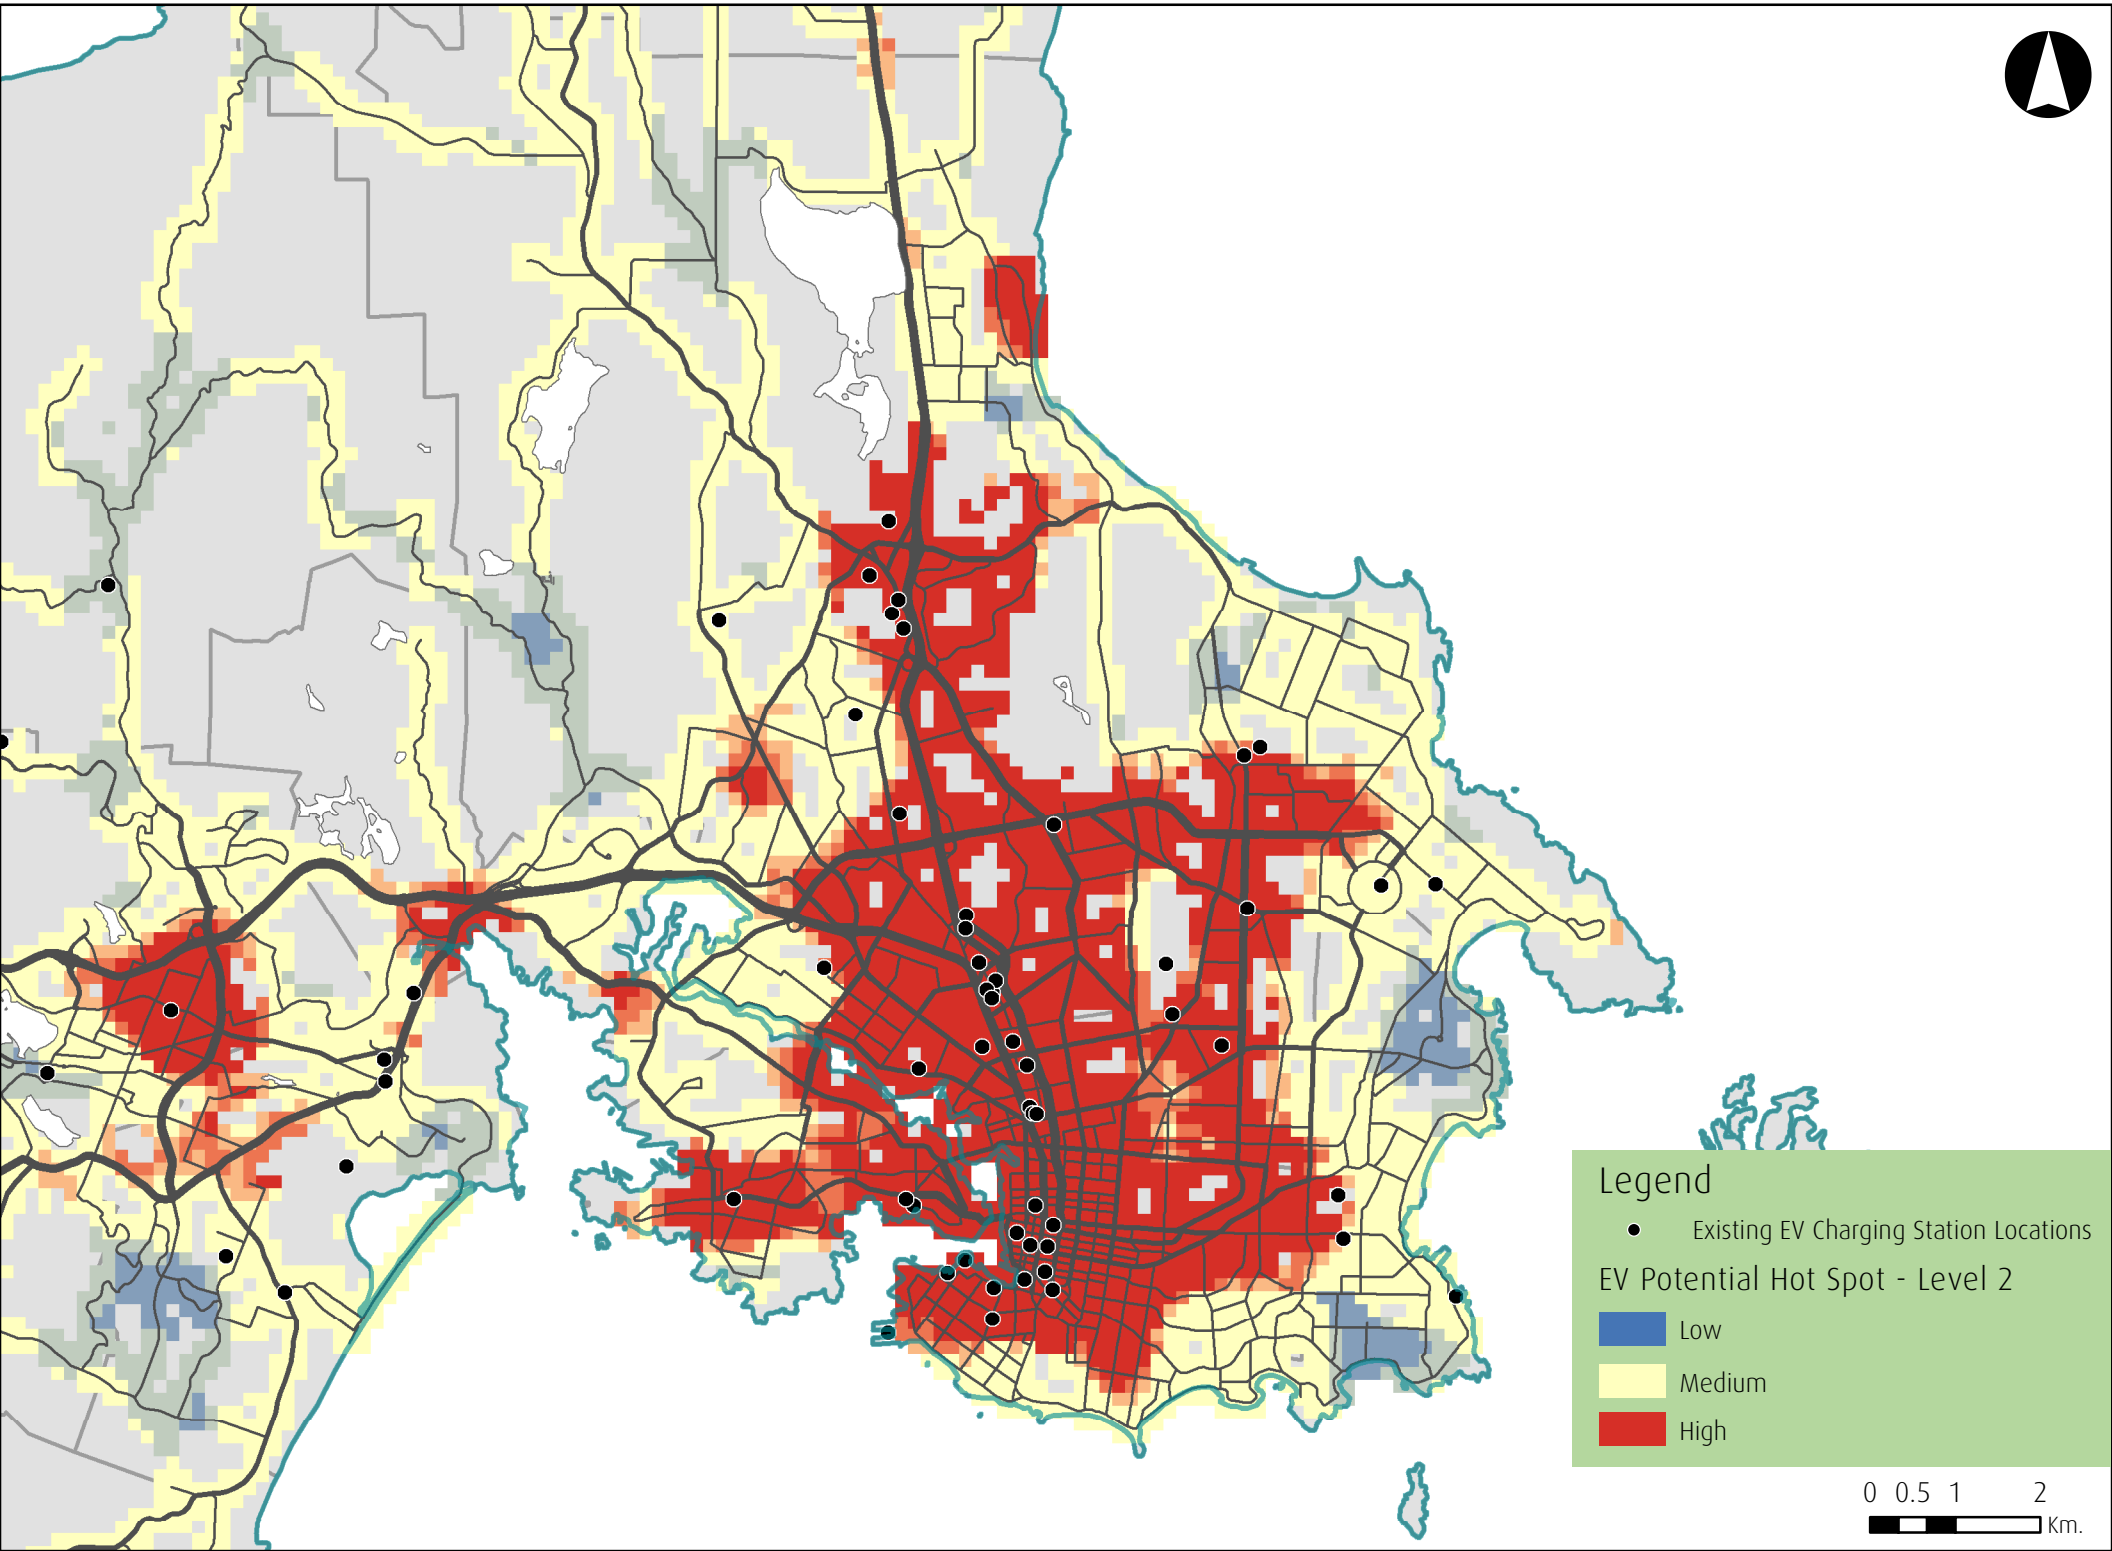 Legend
Existing EV Charging Station Locations
EV Potential Hot Spot - Level 2
Low
Medium
High
0 0.5 1 2
Km.